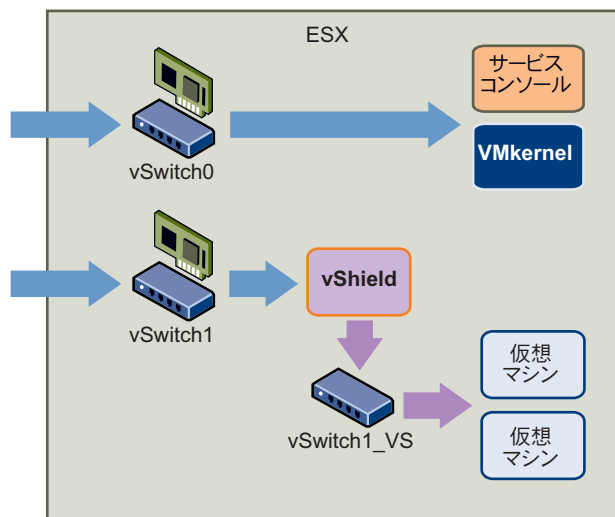 ESX
サービス
コンソール
VMkernel
vSwitch0
vShield
vSwitch1
vSwitch1_VS
仮想
マシン
仮想
マシン